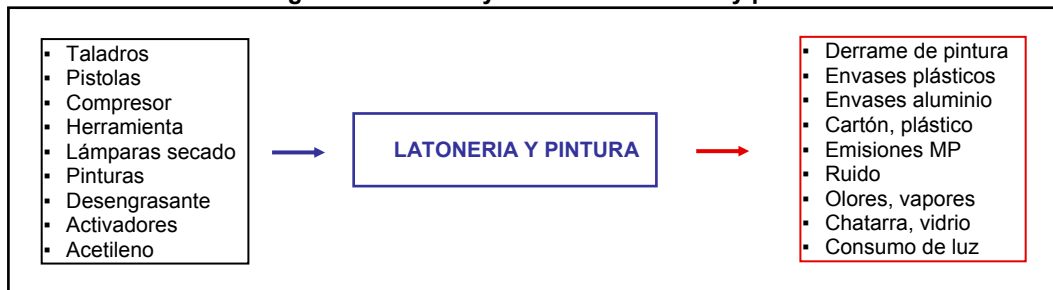 Taladros
Pistolas
Compresor
Herramienta
Lámparas secado
Pinturas
Desengrasante
Activadores
Acetileno
LATONERIA Y PINTURA
Derrame de pintura
Envases plásticos
Envases aluminio
Cartón, plástico
Emisiones MP
Ruido
Olores, vapores
Chatarra, vidrio
Consumo de luz